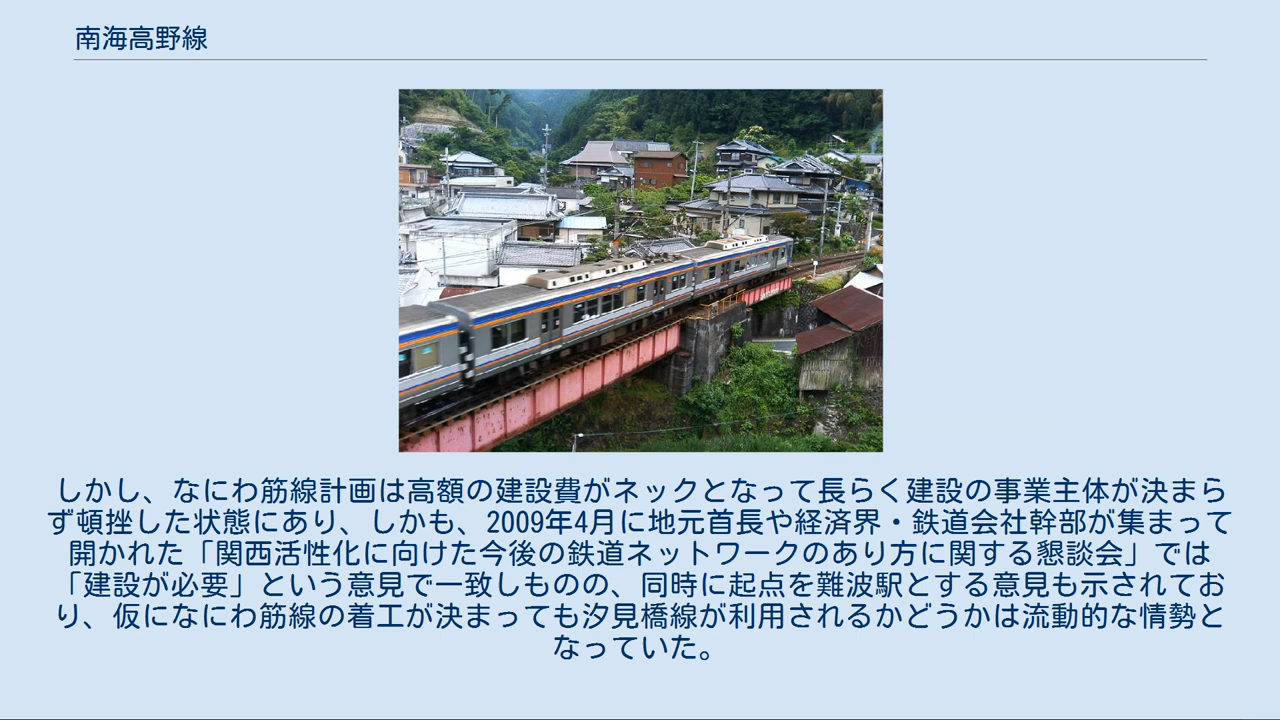 南海高野線
しかし、なにわ筋線計画は高額の建設費がネックとなって長らく建設の事業主体が決まら
ず頓挫した状態にあり、しかも、2009年4月に地元首長や経済界・鉄道会社幹部が集まって
開かれた「関西活性化に向けた今後の鉄道ネットワークのあり方に関する懇談会」では
「建設が必要」という意見で一致しものの、同時に起点を難波駅とする意見も示されてお
り、仮になにわ筋線の着工が決まっても汐見橋線が利用されるかどうかは流動的な情勢と
なっていた。